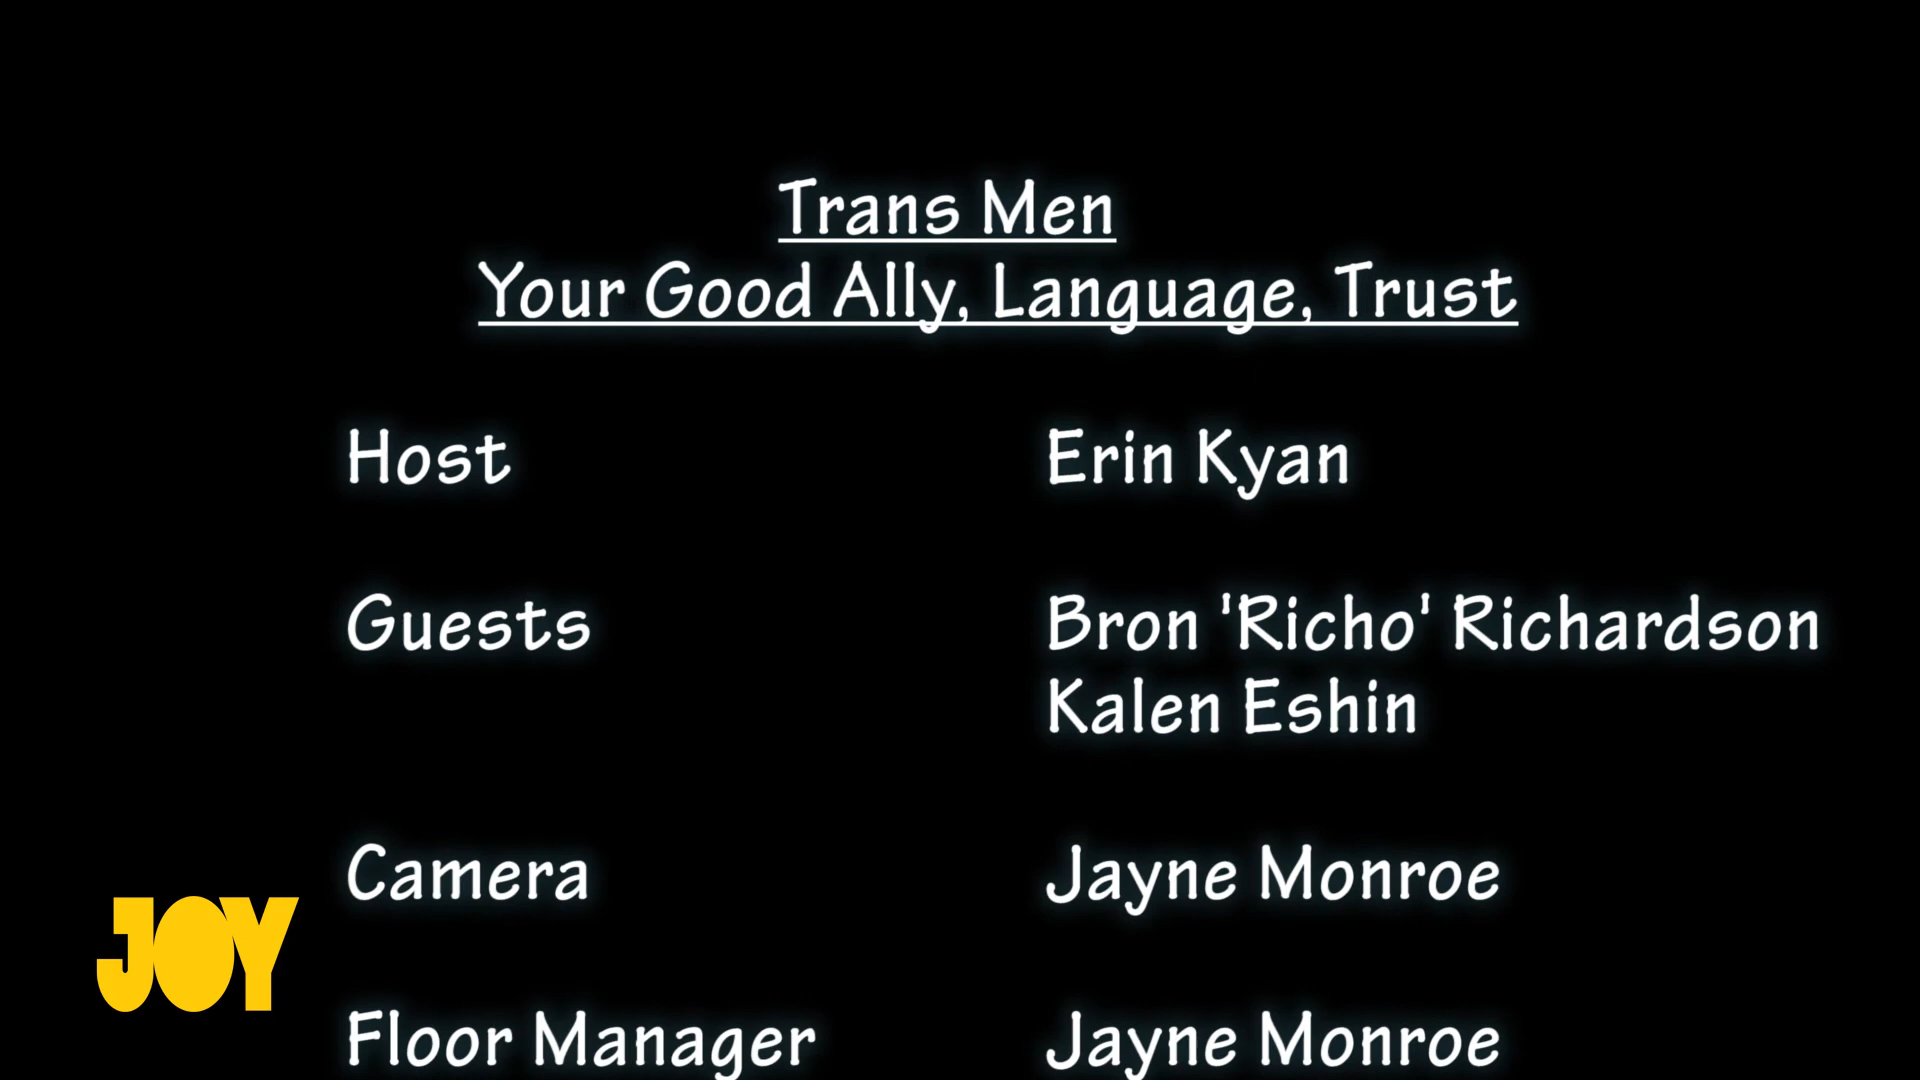 Trans Men
Your Good Ally, Language, Trust
Host Erin Kyan
Guests Bron 'Richo' Richardson
Kalen Eshin
Camera Jayne Monroe
JOY
Floor Manager Jayne Monroe